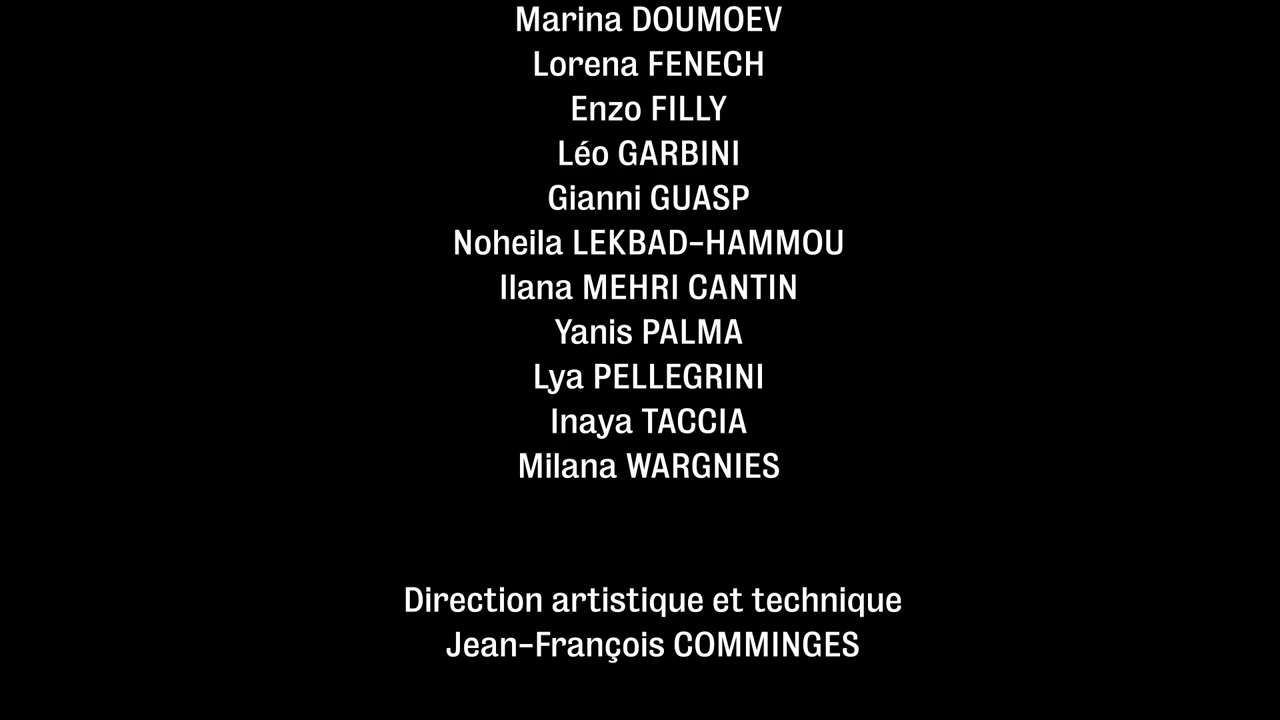 Marina DOUMOEV
Lorena FENECH
Enzo FILLY
Léo GARBINI
Gianni GUASP
Noheila LEKBAD-HAMMOU
Ilana MEHRI CANTIN
Yanis PALMA
Lya PELLEGRINI
Inaya TACCIA
Milana WARGNIES
Direction artistique et technique
Jean-François COMMINGES